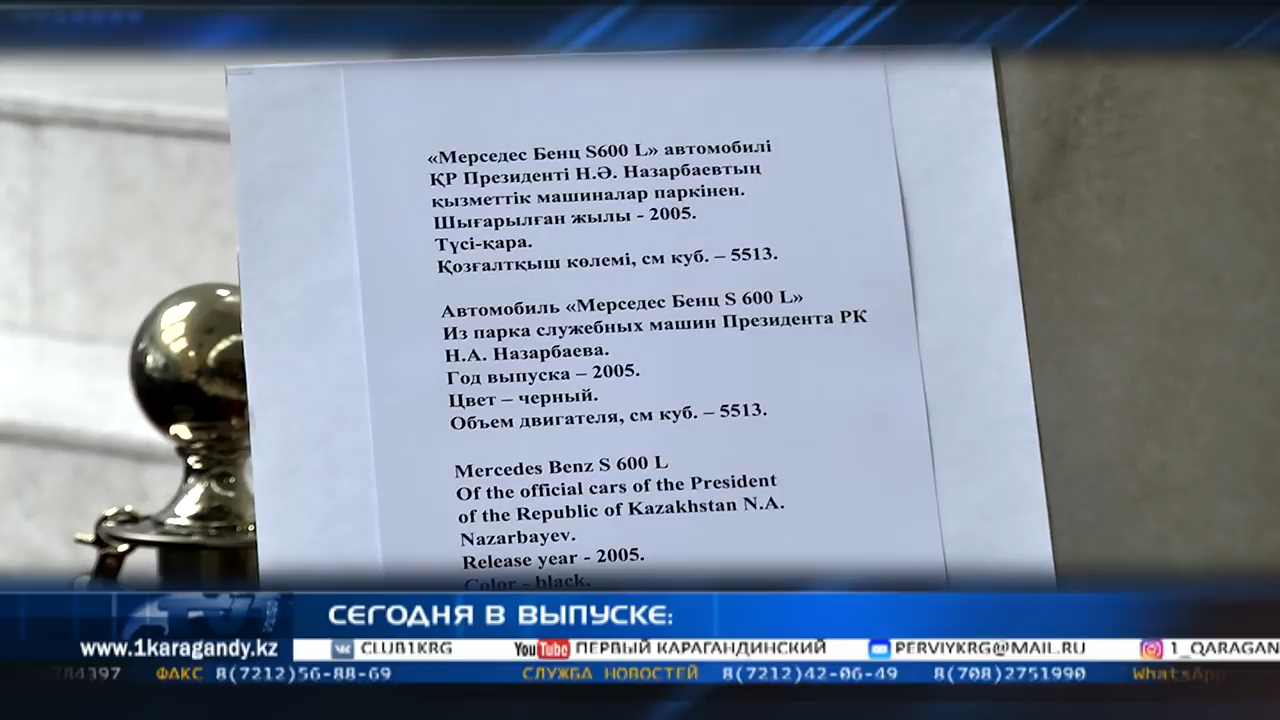 «Мерседес Бенц S600 L» автомобилі
ҚР Президенті Н.Ә. Назарбаевтың
қызметтік машиналар паркінен.
Шығарылған жылы - 2005.
Түсі-қара.
Қозғалтқыш көлемі, см куб. – 5513.
Автомобиль «Мерседес Бенц S 600 L»
Из парка служебных машин Президента РК
Н.А. Назарбаева.
Год выпуска – 2005.
Цвет – черный.
Объем двигателя, см куб. – 5513.
Mercedes Benz S 600 L
Of the official cars of the President
of the Republic of Kazakhstan N.A.
Nazarbayev.
Release year - 2005.
Color - black.
СЕГОДНЯ В ВЫПУСКЕ:
www.1karagandy.kz CLUB1KRG YouTube ПЕРВЫЙ КАРАГАНДИНСКИЙ PERVIYKRG@MAIL.RU 1_QARAGAN
784397 ФАКС 8(7212)56-88-69 СЛУЖБА НОВОСТЕЙ 8(7212)42-06-49 8(708)2751990 WhatsApp